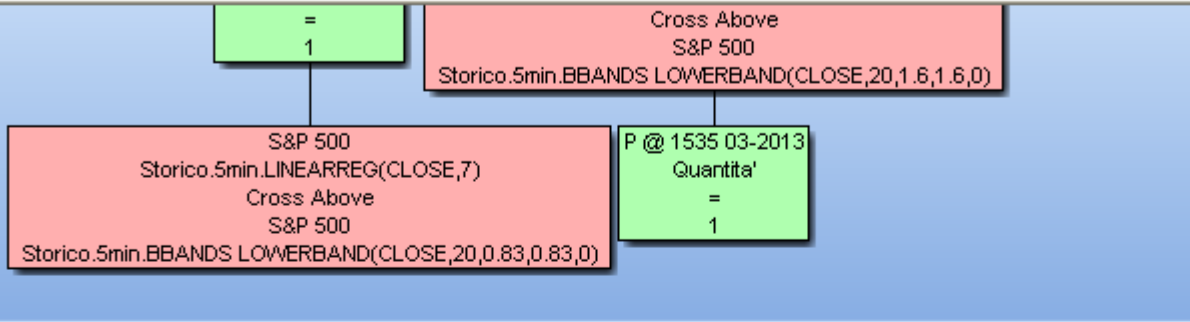 =
1
Cross Above
S&P 500
Storico.5min.BBANDS LOWERBAND(CLOSE,20,1.6,1.6,0)
S&P 500
Storico.5min.LINEARREG(CLOSE,7)
Cross Above
S&P 500
Storico.5min.BBANDS LOWERBAND(CLOSE,20,0.83,0.83,0)
P @ 1535 03-2013
Quantita'
=
1